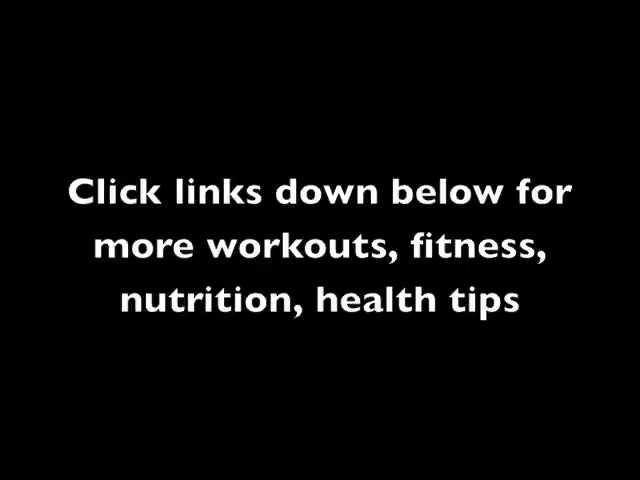 Click links down below for
more workouts, fitness,
nutrition, health tips